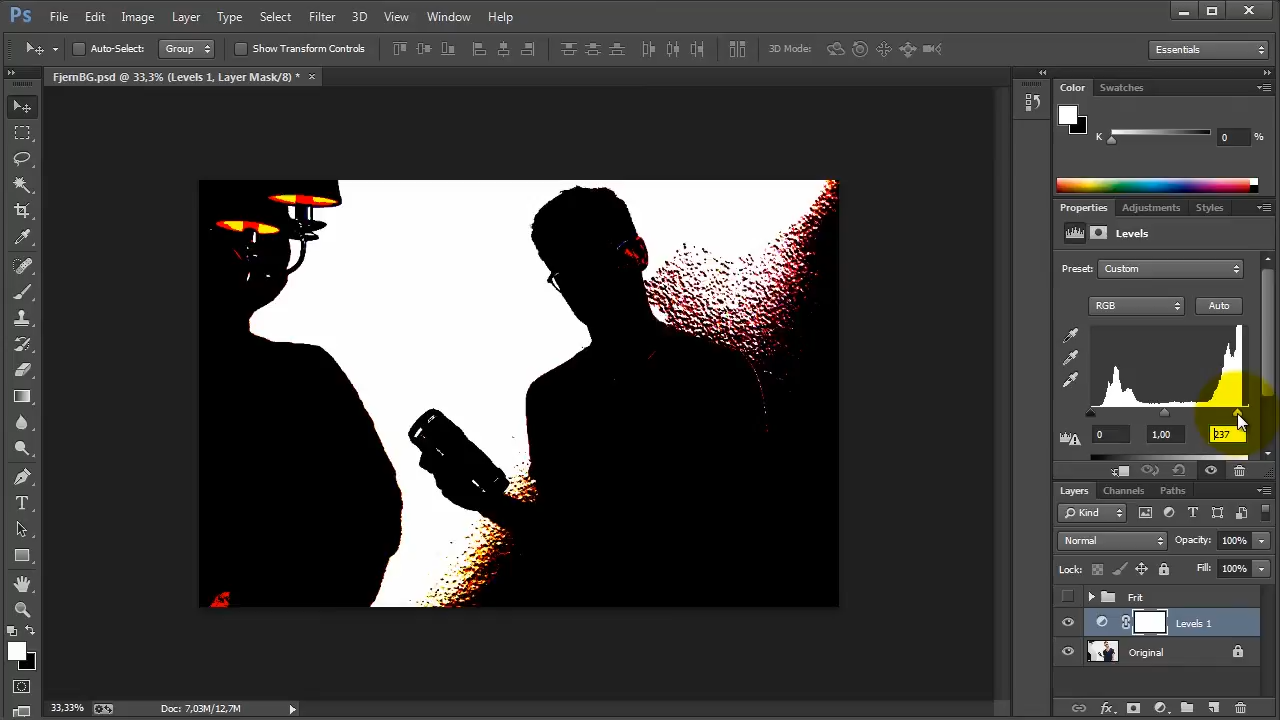 Ps File Edit Image Layer Type Select Filter 3D View Window Help
Auto-Select: Group Show Transform Controls 3D Mode: Essentials
FjernBG.psd @ 33,3% (Levels 1, Layer Mask/8) * ×
Color Swatches
K 0 %
Properties Adjustments Styles
Levels
Preset: Custom
RGB Auto
0 1,00 237
Layers Channels Paths
Kind
Normal Opacity: 100%
Lock: Fill: 100%
Frit
Levels 1
Original
33,33% Doc: 7,03M/12,7M